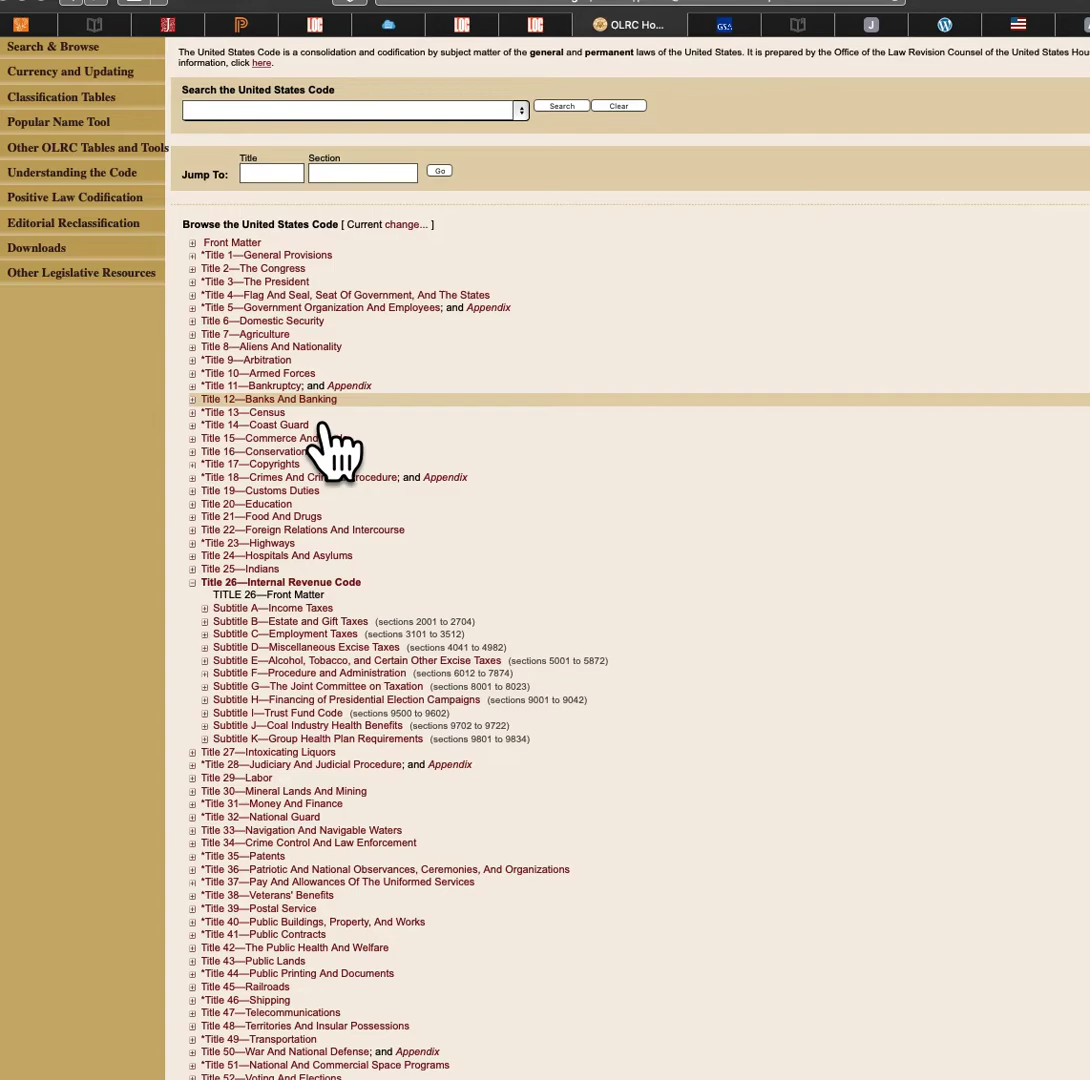 OLRC Ho...
GSA
LOC
LOC
LOC
Search & Browse
Currency and Updating
Classification Tables
Popular Name Tool
Other OLRC Tables and Tools
Understanding the Code
Positive Law Codification
Editorial Reclassification
Downloads
Other Legislative Resources
The United States Code is a consolidation and codification by subject matter of the general and permanent laws of the United States. It is prepared by the Office of the Law Revision Counsel of the United States Hou
information, click here.
Search the United States Code
Search
Clear
Title
Section
Jump To:
Go
Browse the United States Code [ Current change... ]
Front Matter
*Title 1—General Provisions
Title 2—The Congress
*Title 3—The President
*Title 4—Flag And Seal, Seat Of Government, And The States
*Title 5—Government Organization And Employees; and Appendix
Title 6—Domestic Security
Title 7—Agriculture
Title 8—Aliens And Nationality
*Title 9—Arbitration
*Title 10—Armed Forces
*Title 11—Bankruptcy; and Appendix
Title 12—Banks And Banking
*Title 13—Census
*Title 14—Coast Guard
Title 15—Commerce And
Title 16—Conservation
*Title 17—Copyrights
*Title 18—Crimes And Procedure; and Appendix
Title 19—Customs Duties
Title 20—Education
Title 21—Food And Drugs
Title 22—Foreign Relations And Intercourse
*Title 23—Highways
Title 24—Hospitals And Asylums
Title 25—Indians
Title 26—Internal Revenue Code
TITLE 26—Front Matter
Subtitle A—Income Taxes
Subtitle B—Estate and Gift Taxes (sections 2001 to 2704)
Subtitle C—Employment Taxes (sections 3101 to 3512)
Subtitle D—Miscellaneous Excise Taxes (sections 4041 to 4982)
Subtitle E—Alcohol, Tobacco, and Certain Other Excise Taxes (sections 5001 to 5872)
Subtitle F—Procedure and Administration (sections 6012 to 7874)
Subtitle G—The Joint Committee on Taxation (sections 8001 to 8023)
Subtitle H—Financing of Presidential Election Campaigns (sections 9001 to 9042)
Subtitle I—Trust Fund Code (sections 9500 to 9602)
Subtitle J—Coal Industry Health Benefits (sections 9702 to 9722)
Subtitle K—Group Health Plan Requirements (sections 9801 to 9834)
Title 27—Intoxicating Liquors
*Title 28—Judiciary And Judicial Procedure; and Appendix
Title 29—Labor
Title 30—Mineral Lands And Mining
*Title 31—Money And Finance
*Title 32—National Guard
Title 33—Navigation And Navigable Waters
Title 34—Crime Control And Law Enforcement
*Title 35—Patents
*Title 36—Patriotic And National Observances, Ceremonies, And Organizations
*Title 37—Pay And Allowances Of The Uniformed Services
*Title 38—Veterans' Benefits
*Title 39—Postal Service
*Title 40—Public Buildings, Property, And Works
*Title 41—Public Contracts
Title 42—The Public Health And Welfare
Title 43—Public Lands
*Title 44—Public Printing And Documents
Title 45—Railroads
*Title 46—Shipping
Title 47—Telecommunications
Title 48—Territories And Insular Possessions
*Title 49—Transportation
Title 50—War And National Defense; and Appendix
*Title 51—National And Commercial Space Programs
Title 52—Voting And Elections